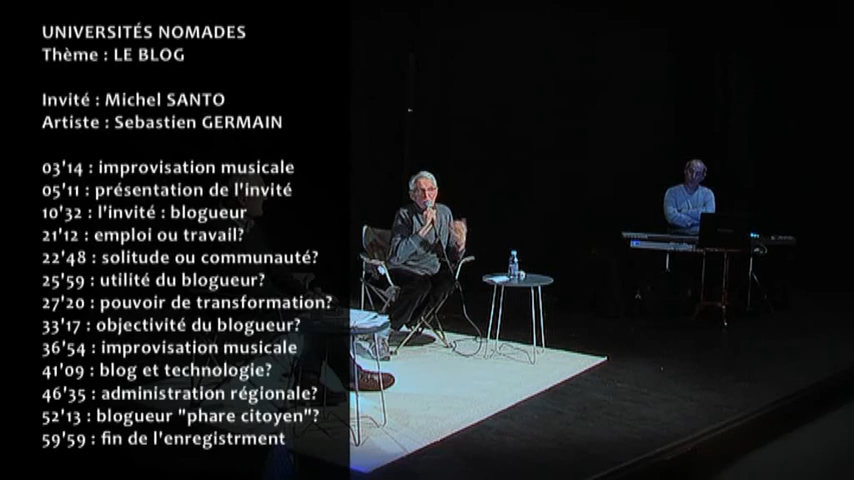 UNIVERSITÉS NOMADES
Thème : LE BLOG
Invité : Michel SANTO
Artiste : Sebastien GERMAIN
03'14 : improvisation musicale
05'11 : présentation de l'invité
10'32 : l'invité : blogueur
21'12 : emploi ou travail?
22'48 : solitude ou communauté?
25'59 : utilité du blogueur?
27'20 : pouvoir de transformation?
33'17 : objectivité du blogueur?
36'54 : improvisation musicale
41'09 : blog et technologie?
46'35 : administration régionale?
52'13 : blogueur "phare citoyen"?
59'59 : fin de l'enregistrment